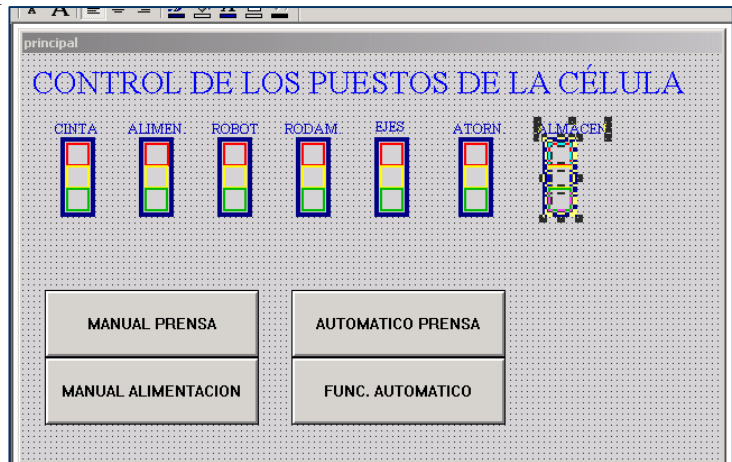 A A
principal
CONTROL DE LOS PUESTOS DE LA CÉLULA
CINTA ALIMEN. ROBOT RODAM. EJES ATORN. ALMACEN
MANUAL PRENSA AUTOMATICO PRENSA
MANUAL ALIMENTACION FUNC. AUTOMATICO